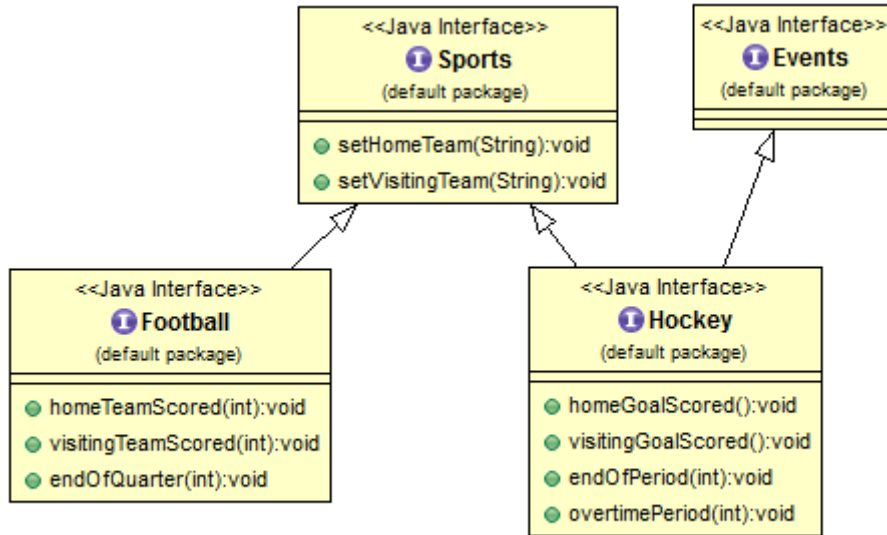 <<Java Interface>>
Sports
(default package)
setHomeTeam(String):void
setVisitingTeam(String):void
<<Java Interface>>
Events
(default package)
<<Java Interface>>
Football
(default package)
homeTeamScored(int):void
visitingTeamScored(int):void
endOfQuarter(int):void
<<Java Interface>>
Hockey
(default package)
homeGoalScored():void
visitingGoalScored():void
endOfPeriod(int):void
overtimePeriod(int):void